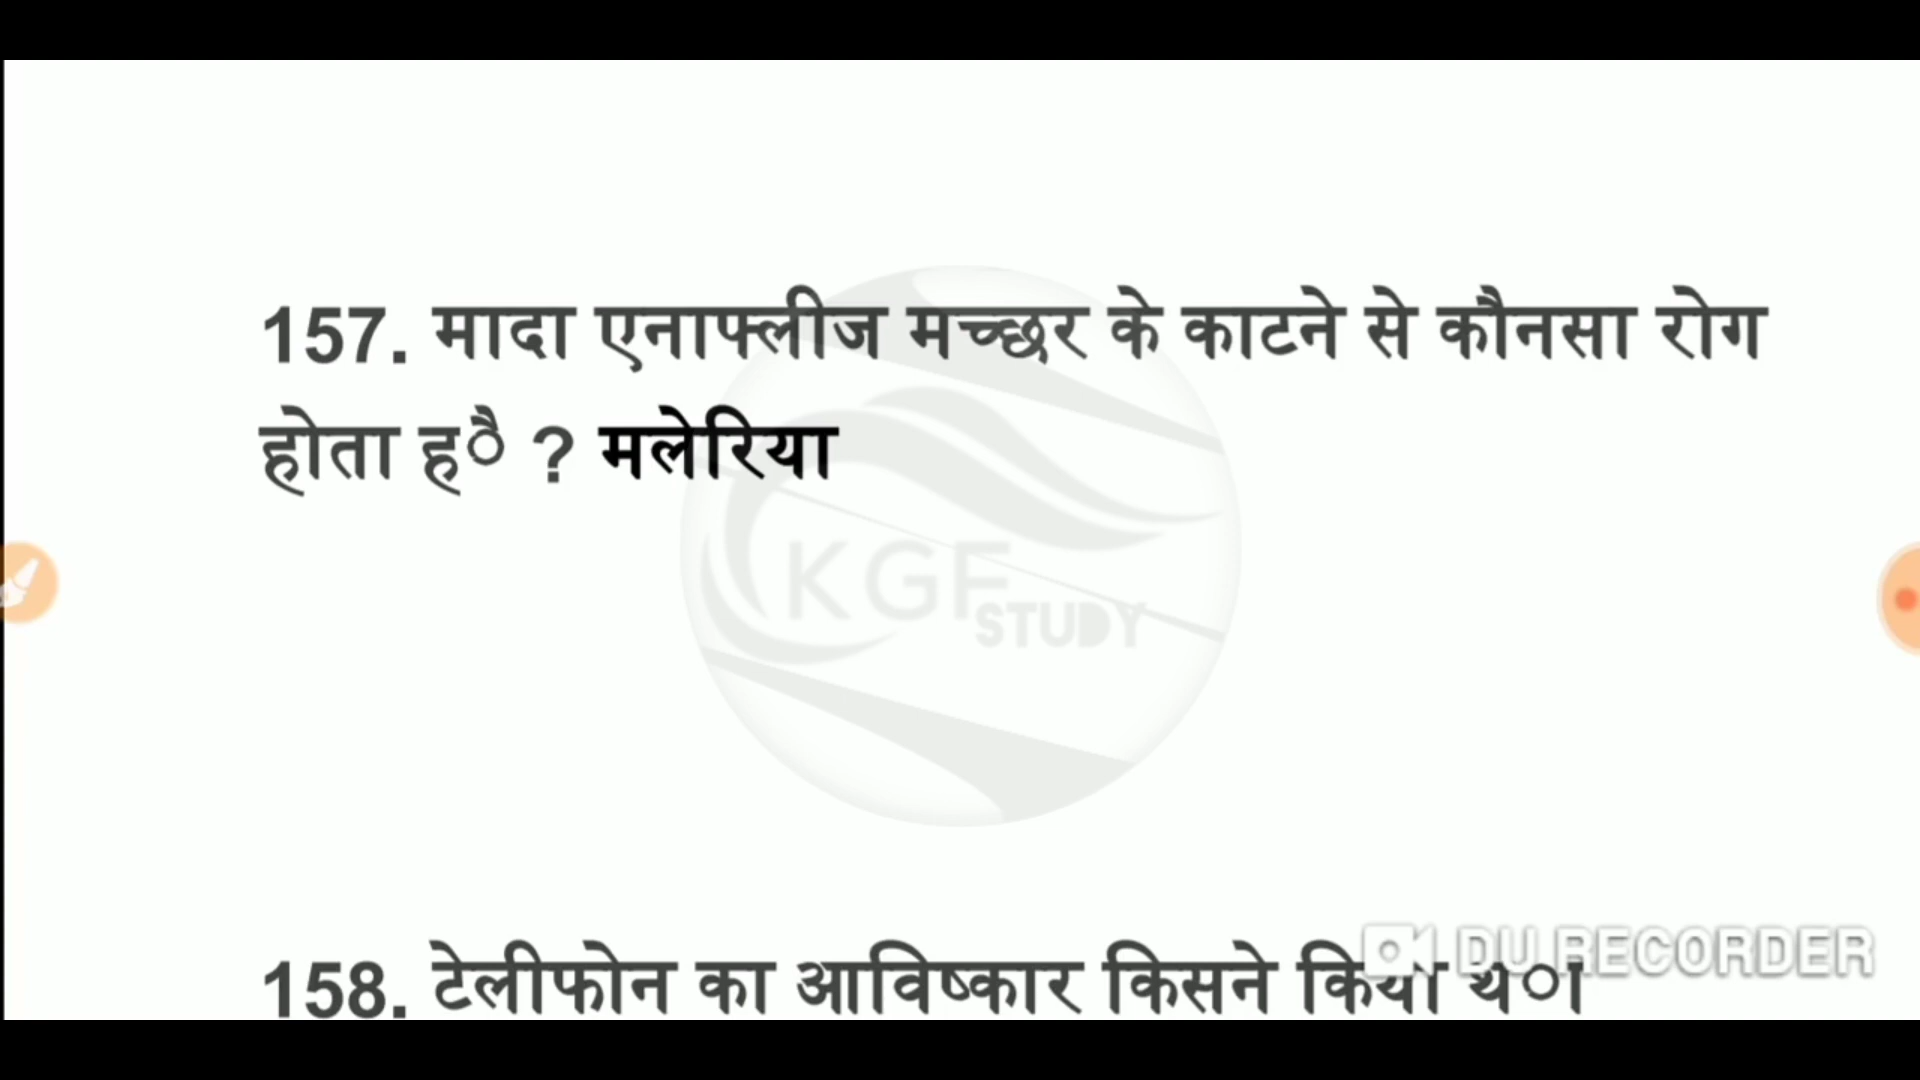 157. मादा एनाफ्लीज मच्छर के काटने से कौनसा रोग
होता है ? मलेरिया
KGF
STUDY
158. टेलीफोन का आविष्कार किसने किया था
DU RECORDER